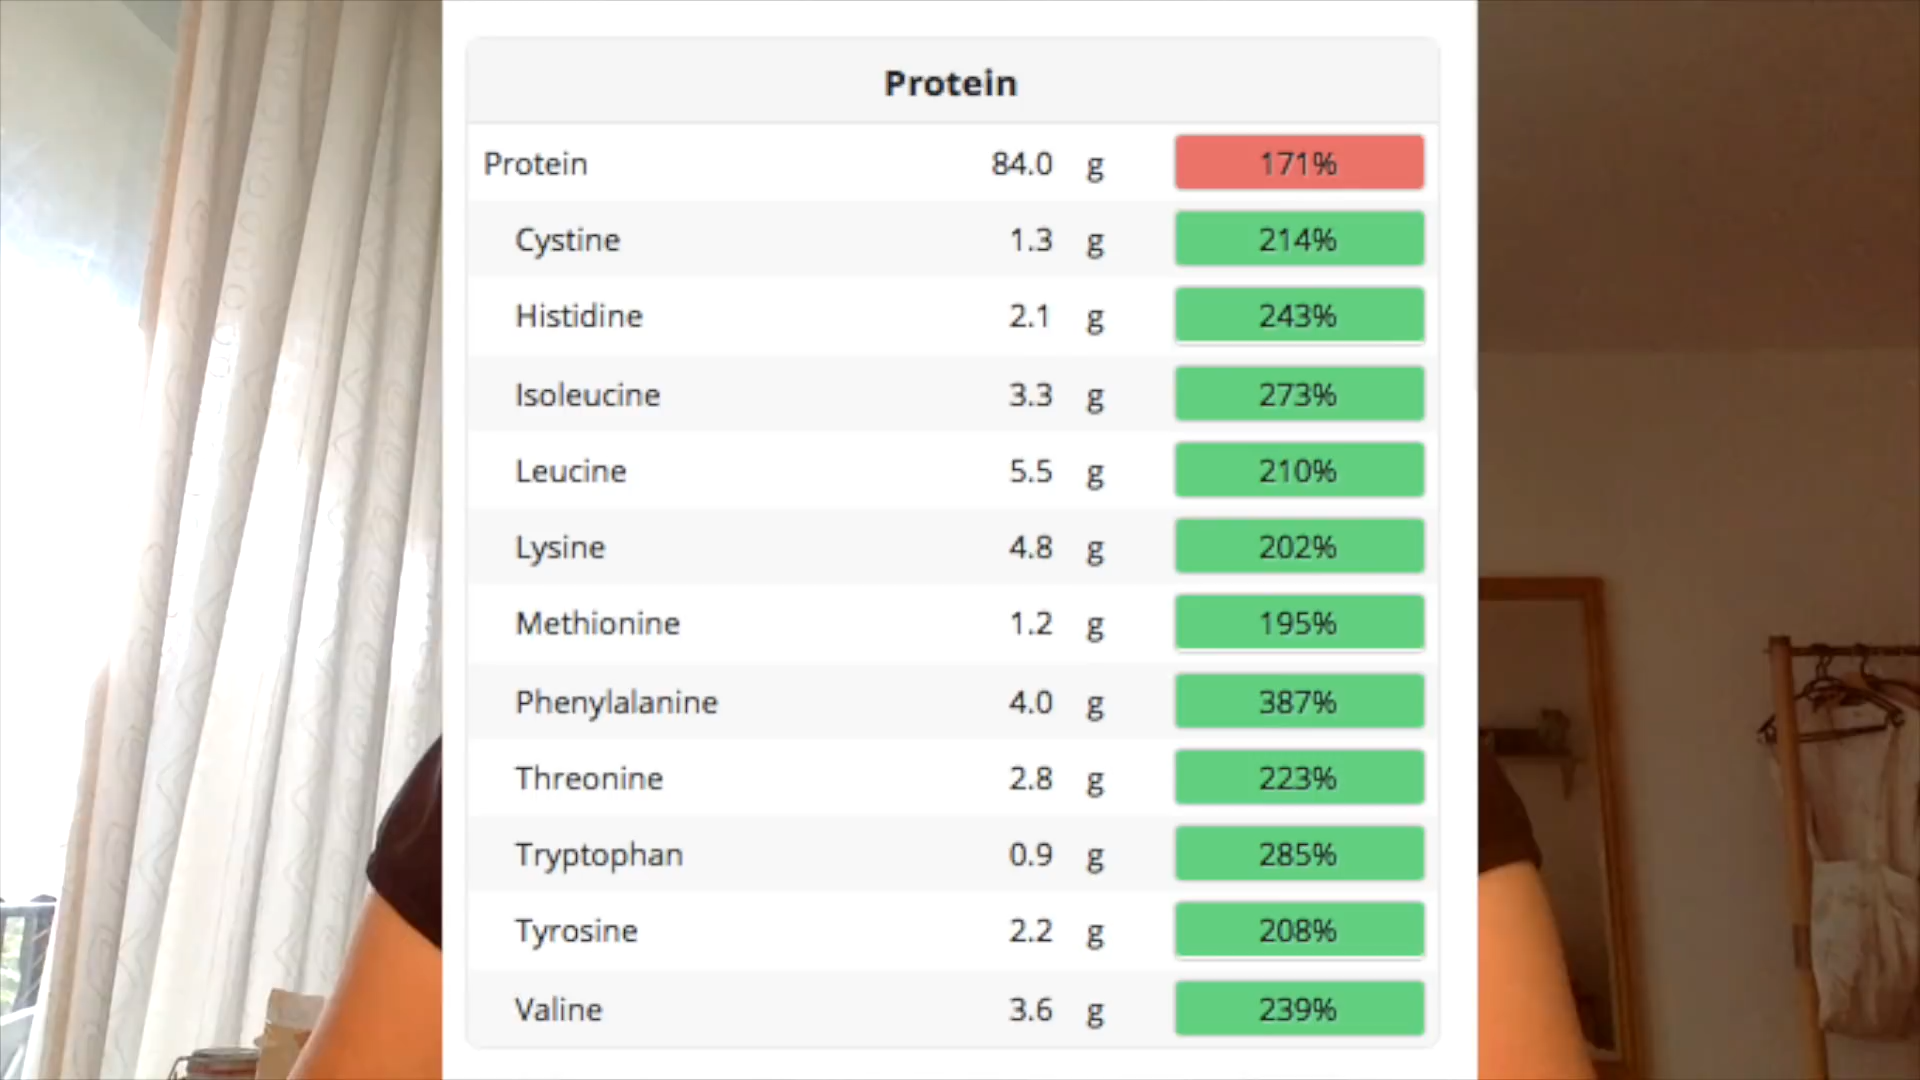 Protein
Protein 84.0 g 171%
Cystine 1.3 g 214%
Histidine 2.1 g 243%
Isoleucine 3.3 g 273%
Leucine 5.5 g 210%
Lysine 4.8 g 202%
Methionine 1.2 g 195%
Phenylalanine 4.0 g 387%
Threonine 2.8 g 223%
Tryptophan 0.9 g 285%
Tyrosine 2.2 g 208%
Valine 3.6 g 239%